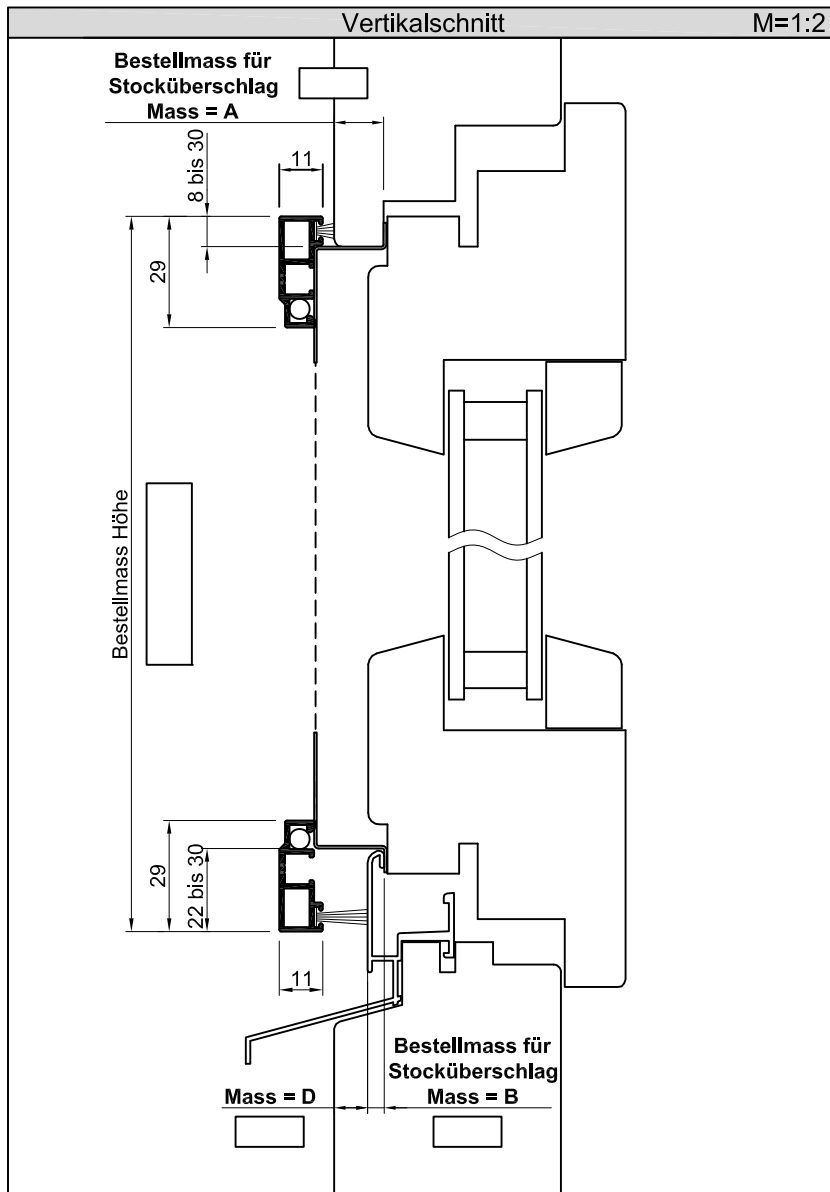 Vertikalschnitt M=1:2
Bestellmass für
Stocküberschlag
Mass = A
8 bis 30
11
29
Bestellmass Höhe
29
22 bis 30
11
Bestellmass für
Stocküberschlag
Mass = D
Mass = B